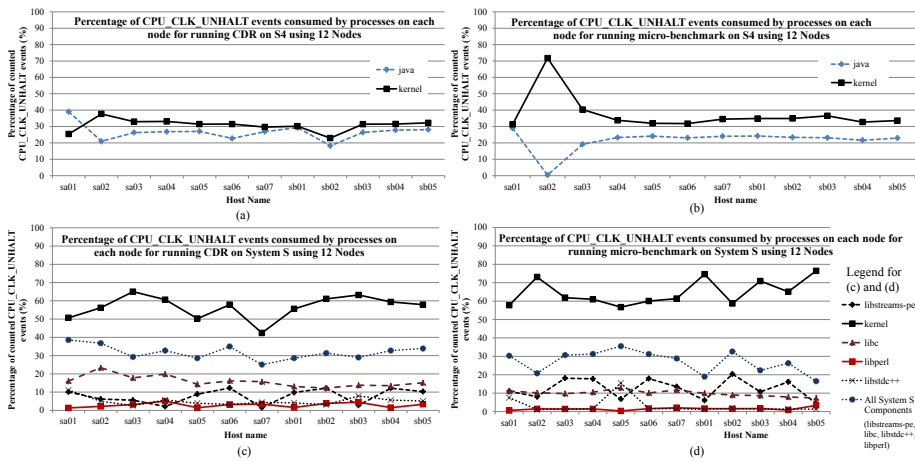 Percentage of CPU_CLK_UNHALT events consumed by processes on each
node for running CDR on S4 using 12 Nodes
Percentage of counted
CPU_CLK_UNHALT events (%)
100
90
80
70
60
50
40
30
20
10
0
java
kernel
sa01 sa02 sa03 sa04 sa05 sa06 sa07 sb01 sb02 sb03 sb04 sb05
Host Name
(a)
Percentage of CPU_CLK_UNHALT events consumed by processes on each
node for running micro-benchmark on S4 using 12 Nodes
Percentage of counted
CPU_CLK_UNHALT events (%)
100
90
80
70
60
50
40
30
20
10
0
java
kernel
sa01 sa02 sa03 sa04 sa05 sa06 sa07 sb01 sb02 sb03 sb04 sb05
Host Name
(b)
Percentage of CPU_CLK_UNHALT events consumed by processes on
each node for running CDR on System S using 12 Nodes
Percentage of counted CPU_CLK_UNHALT
events (%)
100
90
80
70
60
50
40
30
20
10
0
sa01 sa02 sa03 sa04 sa05 sa06 sa07 sb01 sb02 sb03 sb04 sb05
Host name
(c)
Percentage of CPU_CLK_UNHALT events consumed by processes on each node for
running micro-benchmark on System S using 12 Nodes
Percentage of counted CPU_CLK_UNHALT
events (%)
100
90
80
70
60
50
40
30
20
10
0
sa01 sa02 sa03 sa04 sa05 sa06 sa07 sb01 sb02 sb03 sb04 sb05
Host name
(d)
Legend for
(c) and (d)
libstreams-pe
kernel
libc
libperl
libstdc++
All System S
Components
(libstreams-pe,
libc, libstdc++,
libperl)